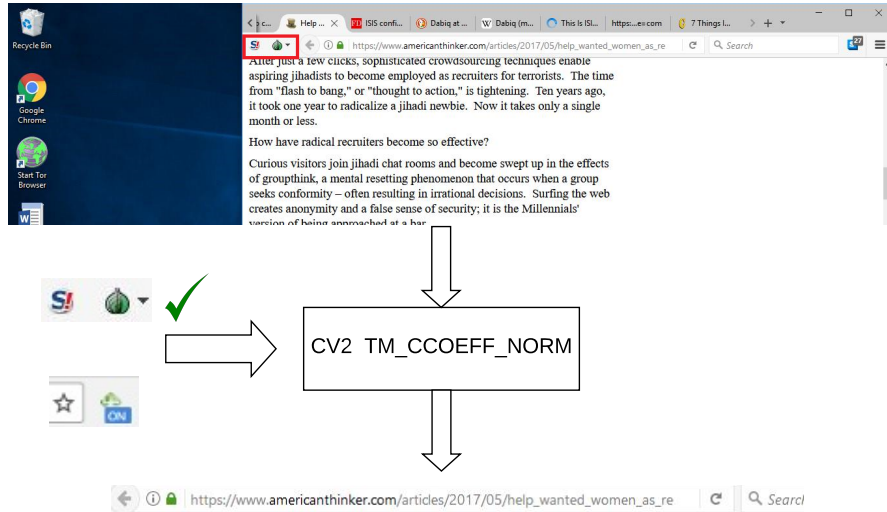 Recycle Bin
Google
Chrome
Start Tor
Browser
c... Help ... × FD ISIS confi... Dabiq at ... W Dabiq (m... This Is ISI... https:...ev=com 7 Things I...
S! https://www.americanthinker.com/articles/2017/05/help_wanted_women_as_re Search 27
After just a few clicks, sophisticated crowdsourcing techniques enable
aspiring jihadists to become employed as recruiters for terrorists. The time
from "flash to bang," or "thought to action," is tightening. Ten years ago,
it took one year to radicalize a jihadi newbie. Now it takes only a single
month or less.
How have radical recruiters become so effective?
Curious visitors join jihadi chat rooms and become swept up in the effects
of groupthink, a mental resetting phenomenon that occurs when a group
seeks conformity – often resulting in irrational decisions. Surfing the web
creates anonymity and a false sense of security; it is the Millennials'
version of being approached at a bar
S!
CV2 TM_CCOEFF_NORM
ON
https://www.americanthinker.com/articles/2017/05/help_wanted_women_as_re Search